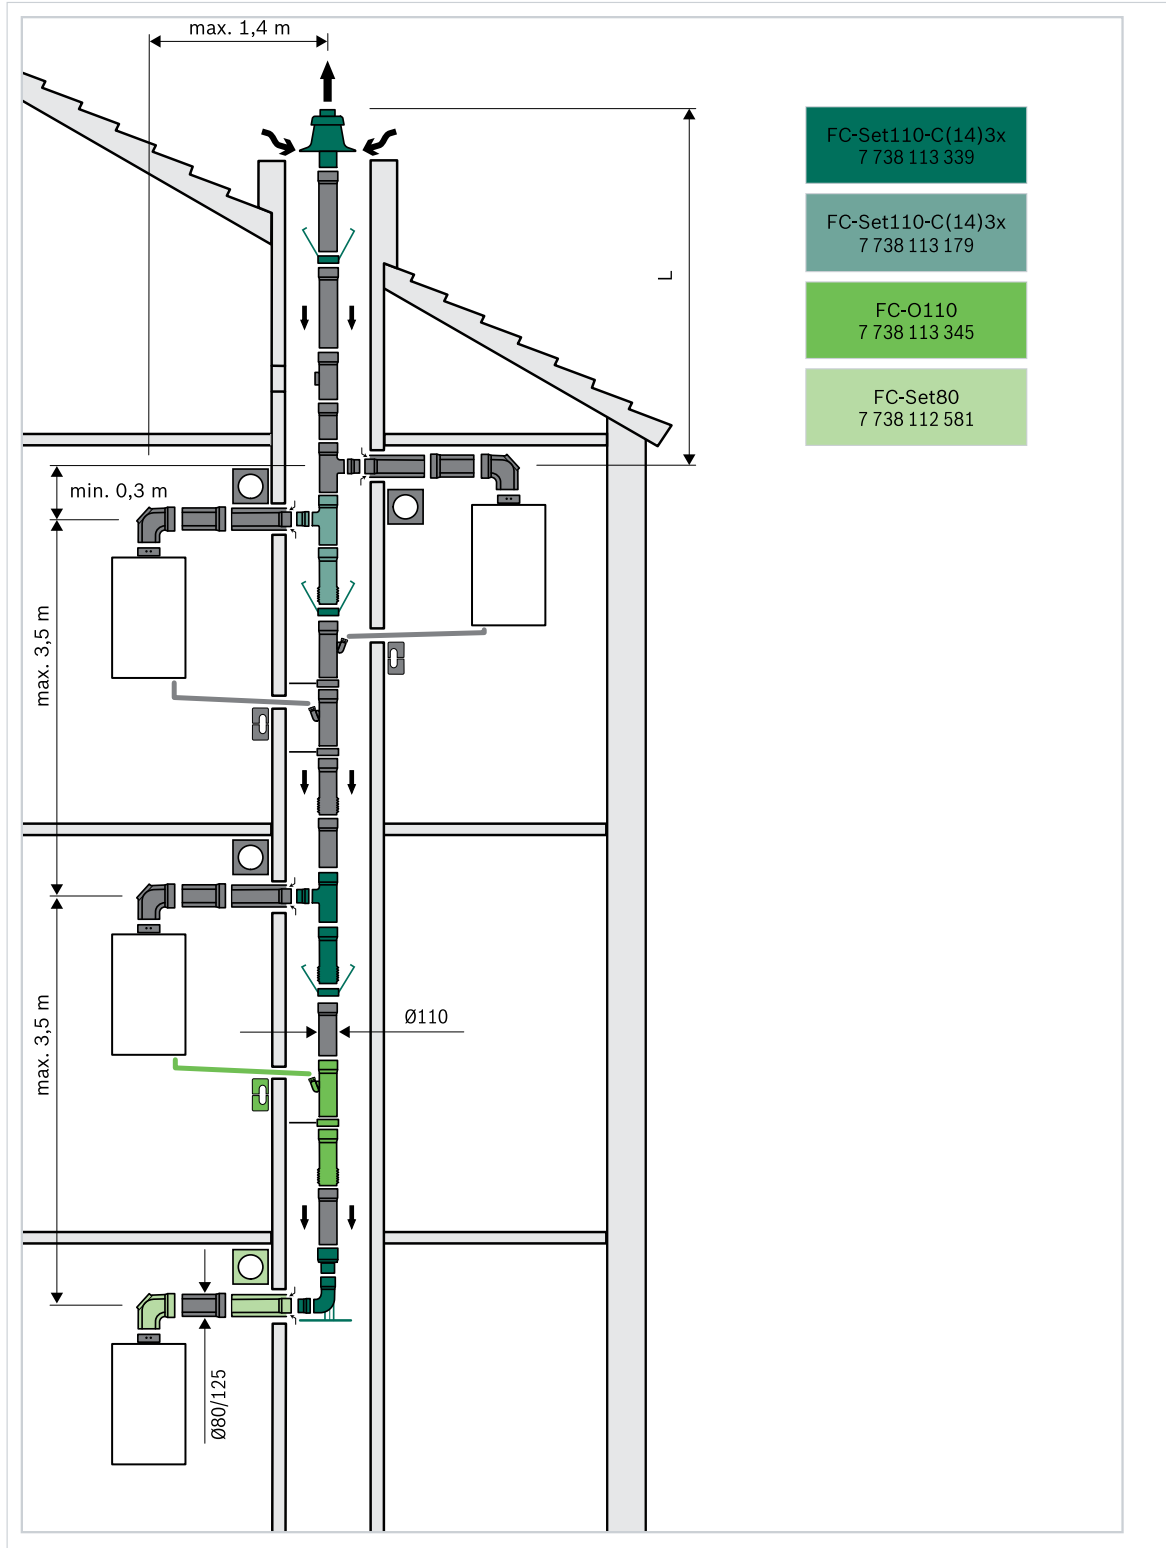 max. 1,4 m
FC-Set110-C(14)3x
7 738 113 339
FC-Set110-C(14)3x
7 738 113 179
L
FC-O110
7 738 113 345
FC-Set80
7 738 112 581
min. 0,3 m
max. 3,5 m
max. 3,5 m
Ø110
Ø80/125